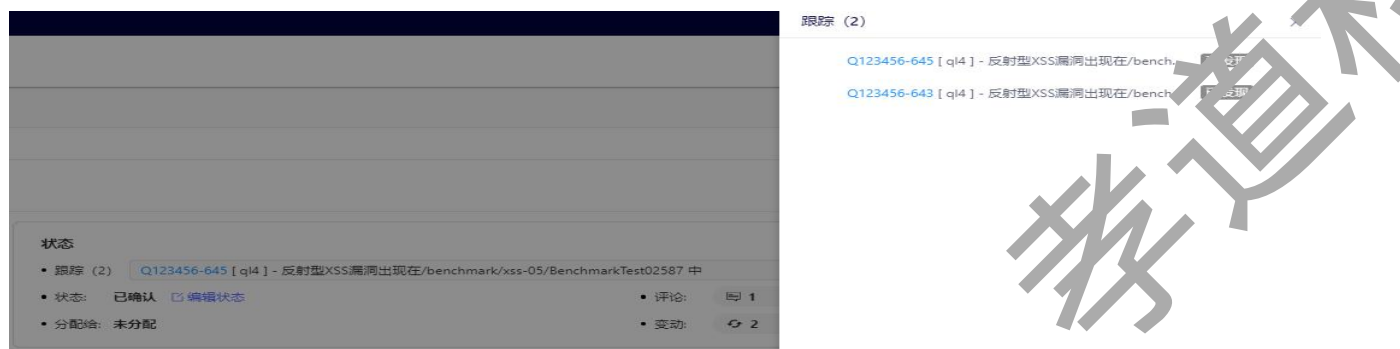 跟踪（2）
Q123456-645 [ ql4 ] - 反射型XSS漏洞出现在/bench...
Q123456-643 [ ql4 ] - 反射型XSS漏洞出现在/bench
状态
• 跟踪（2） Q123456-645 [ ql4 ] - 反射型XSS漏洞出现在/benchmark/xss-05/BenchmarkTest02587 中
• 状态: 已确认 编辑状态 • 评论: 1
• 分配给: 未分配 • 变动: 2
孝道